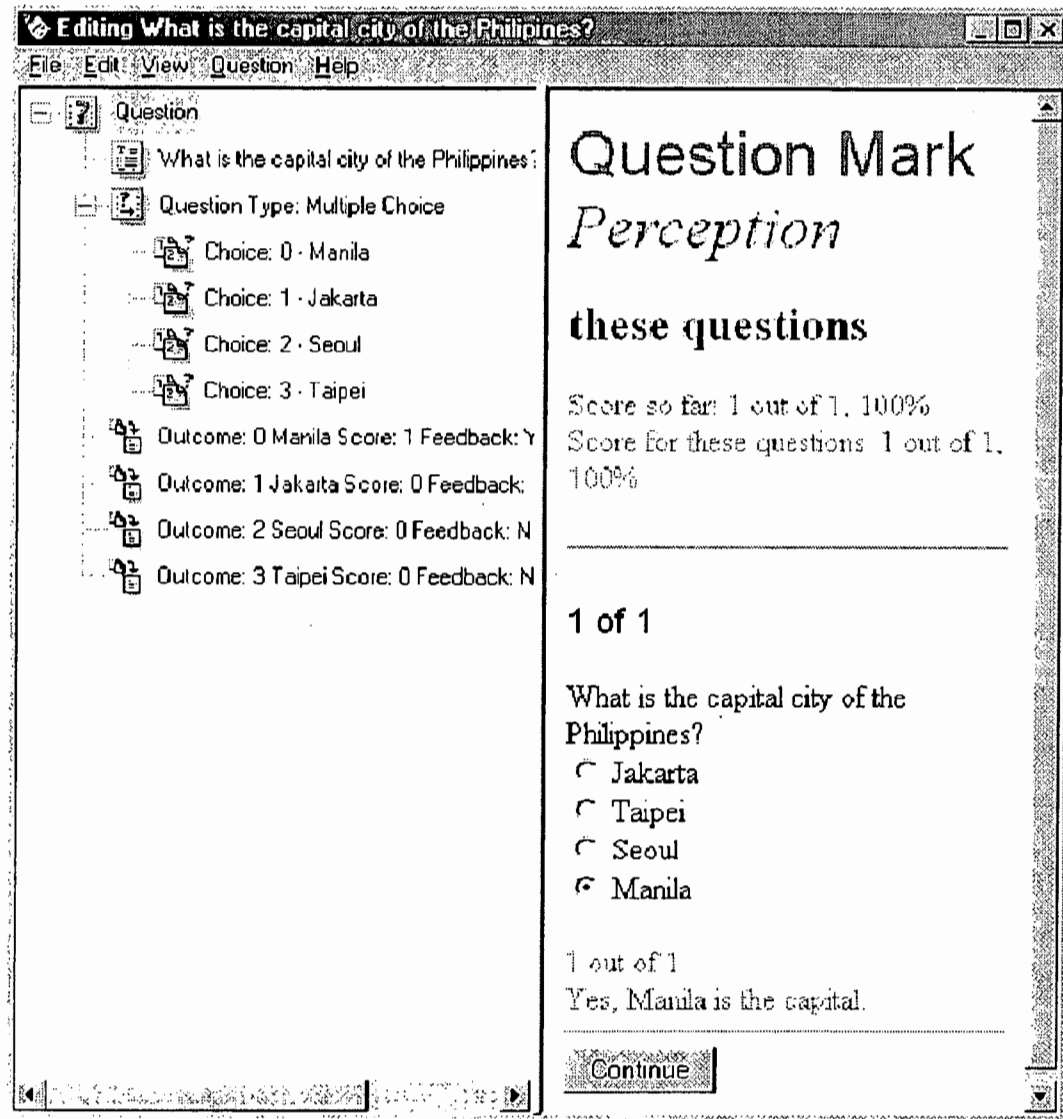 Editing What is the capital city of the Philipines?
File Edit View Question Help
Question
What is the capital city of the Philippines?
Question Type: Multiple Choice
Choice: 0 - Manila
Choice: 1 - Jakarta
Choice: 2 - Seoul
Choice: 3 - Taipei
Outcome: 0 Manila Score: 1 Feedback: Y
Outcome: 1 Jakarta Score: 0 Feedback:
Outcome: 2 Seoul Score: 0 Feedback: N
Outcome: 3 Taipei Score: 0 Feedback: N
Question Mark
Perception
these questions
Score so far: 1 out of 1, 100%
Score for these questions 1 out of 1,
100%
1 of 1
What is the capital city of the
Philippines?
Jakarta
Taipei
Seoul
Manila
1 out of 1
Yes, Manila is the capital.
Continue